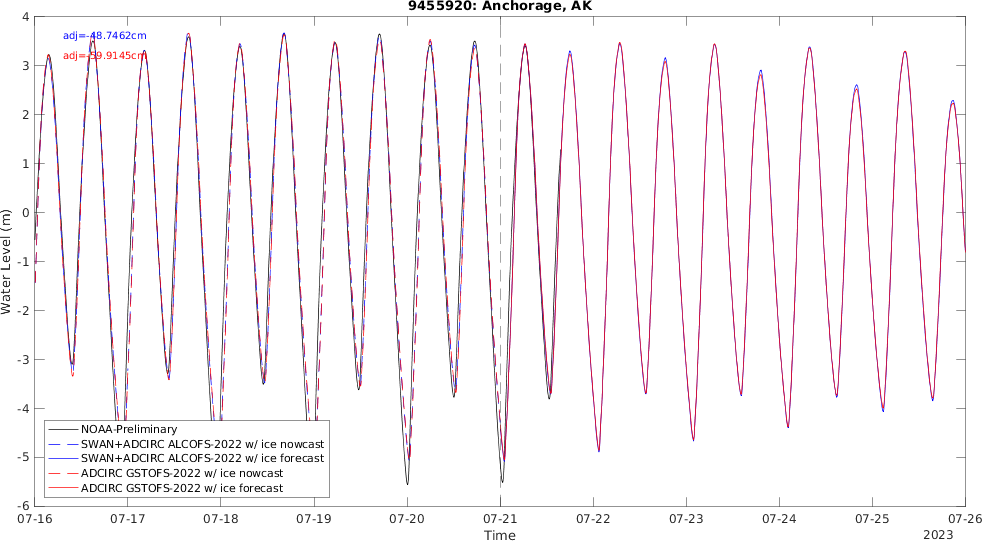 9455920: Anchorage, AK
adj=-48.7462cm
adj=-59.9145cm
4
3
2
1
0
-1
-2
-3
-4
-5
-6
Water Level (m)
NOAA-Preliminary
SWAN+ADCIRC ALCOFS-2022 w/ ice nowcast
SWAN+ADCIRC ALCOFS-2022 w/ ice forecast
ADCIRC GSTOFS-2022 w/ ice nowcast
ADCIRC GSTOFS-2022 w/ ice forecast
07-16 07-17 07-18 07-19 07-20 07-21 07-22 07-23 07-24 07-25 07-26
Time
2023